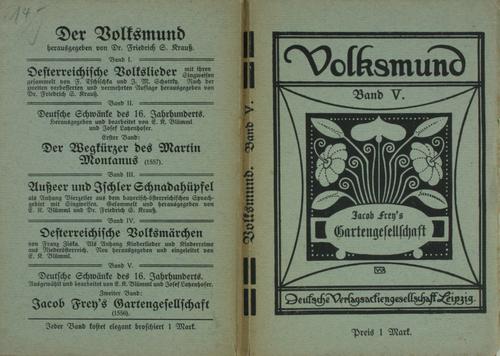 14 5
Der Volksmund
herausgegeben von Dr. Friedrich S. Krauß.
Band I.
Oesterreichische Volkslieder mit ihren Singweisen
gesammelt von F. Tschischka und J. M. Schottky. Nach der
zweiten verbesserten und vermehrten Auflage herausgegeben von
Dr. Friedrich S. Krauß.
Band II.
Deutsche Schwänke des 16. Jahrhunderts.
Herausgegeben und bearbeitet von E. K. Blümml
und Josef Latzenhofer.
Erster Band:
Der Wegkürzer des Martin
Montanus (1557).
Band III.
Außeer und Ischler Schnadahüpfel
als Anhang Vierzeiler aus dem bayerisch-österreichischen Sprach-
gebiet mit Singweisen. Gesammelt und herausgegeben von
E. K. Blümml und Dr. Friedrich S. Krauß.
Band IV.
Oesterreichische Volksmärchen
von Franz Ziska. Als Anhang Kinderlieder und Kinderreime
aus Niederösterreich. Neu herausgegeben und eingeleitet von
E. K. Blümml.
Band V.
Deutsche Schwänke des 16. Jahrhunderts.
Ausgewählt und bearbeitet von E. K. Blümml und Josef Latzenhofer.
Zweiter Band:
Jacob Frey's Gartengesellschaft
(1556).
Jeder Band kostet elegant broschiert 1 Mark.
Volksmund. Band V.
Volksmund
Band V.
Jacob Frey's
Gartengesellschaft
Deutsche Verlagsactiengesellschaft Leipzig.
Preis 1 Mark.